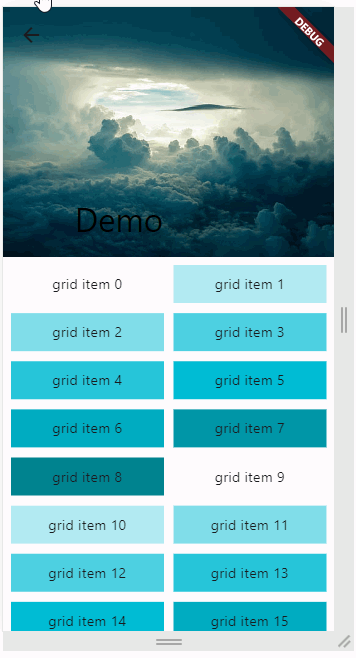 DEBUG
Demo
grid item 0
grid item 1
grid item 2
grid item 3
grid item 4
grid item 5
grid item 6
grid item 7
grid item 8
grid item 9
grid item 10
grid item 11
grid item 12
grid item 13
grid item 14
grid item 15